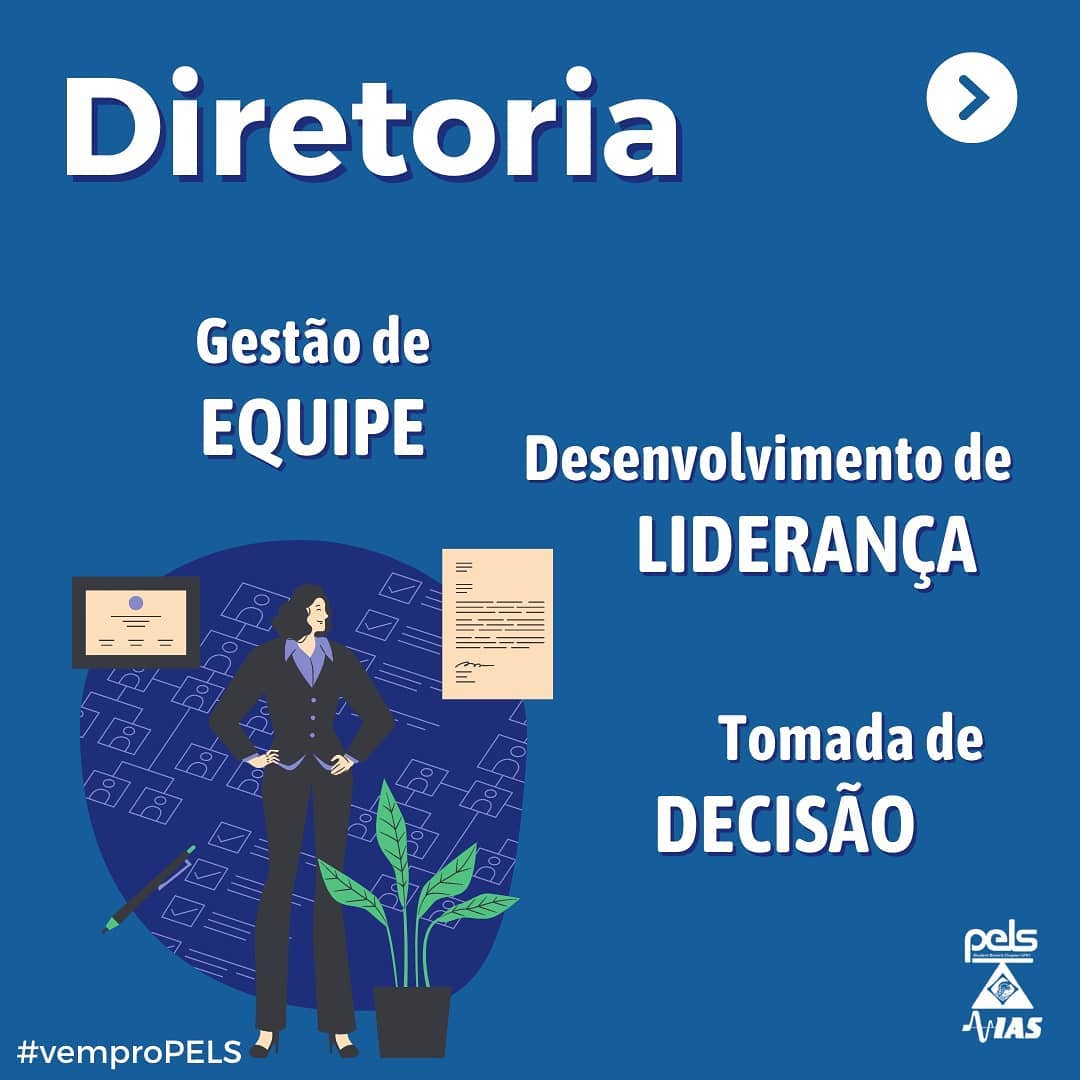 Diretoria
Gestão de
EQUIPE
Desenvolvimento de
LIDERANÇA
Tomada de
DECISÃO
pels
IAS
#vemproPELS